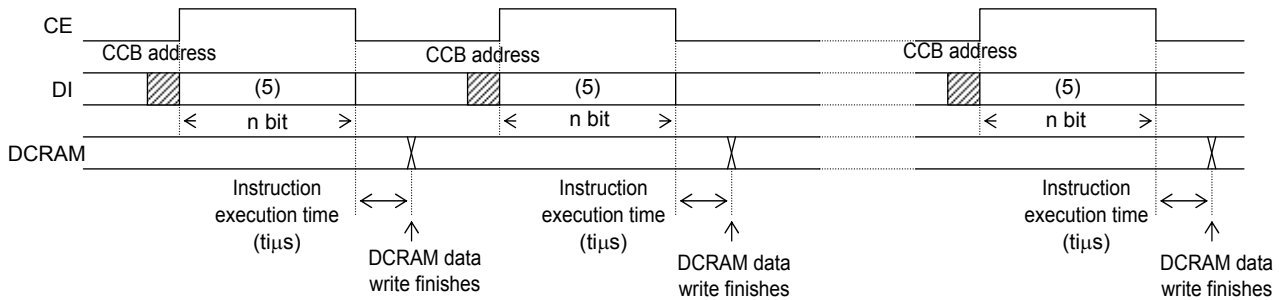 CE
CCB address
CCB address
CCB address
DI
(5)
(5)
(5)
n bit
n bit
n bit
DCRAM
Instruction
execution time
(tiμs)
Instruction
execution time
(tiμs)
Instruction
execution time
(tiμs)
DCRAM data
write finishes
DCRAM data
write finishes
DCRAM data
write finishes